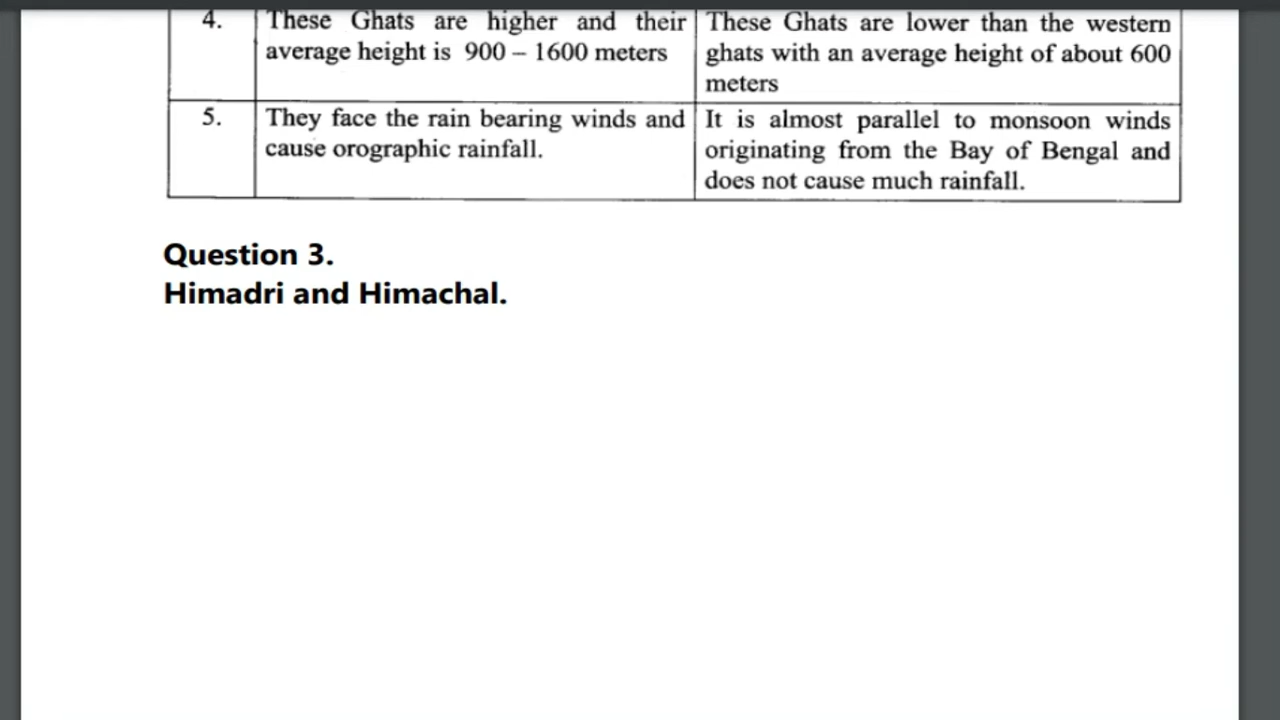 4. These Ghats are higher and their These Ghats are lower than the western
average height is 900 – 1600 meters ghats with an average height of about 600
meters
5. They face the rain bearing winds and It is almost parallel to monsoon winds
cause orographic rainfall. originating from the Bay of Bengal and
does not cause much rainfall.
Question 3.
Himadri and Himachal.